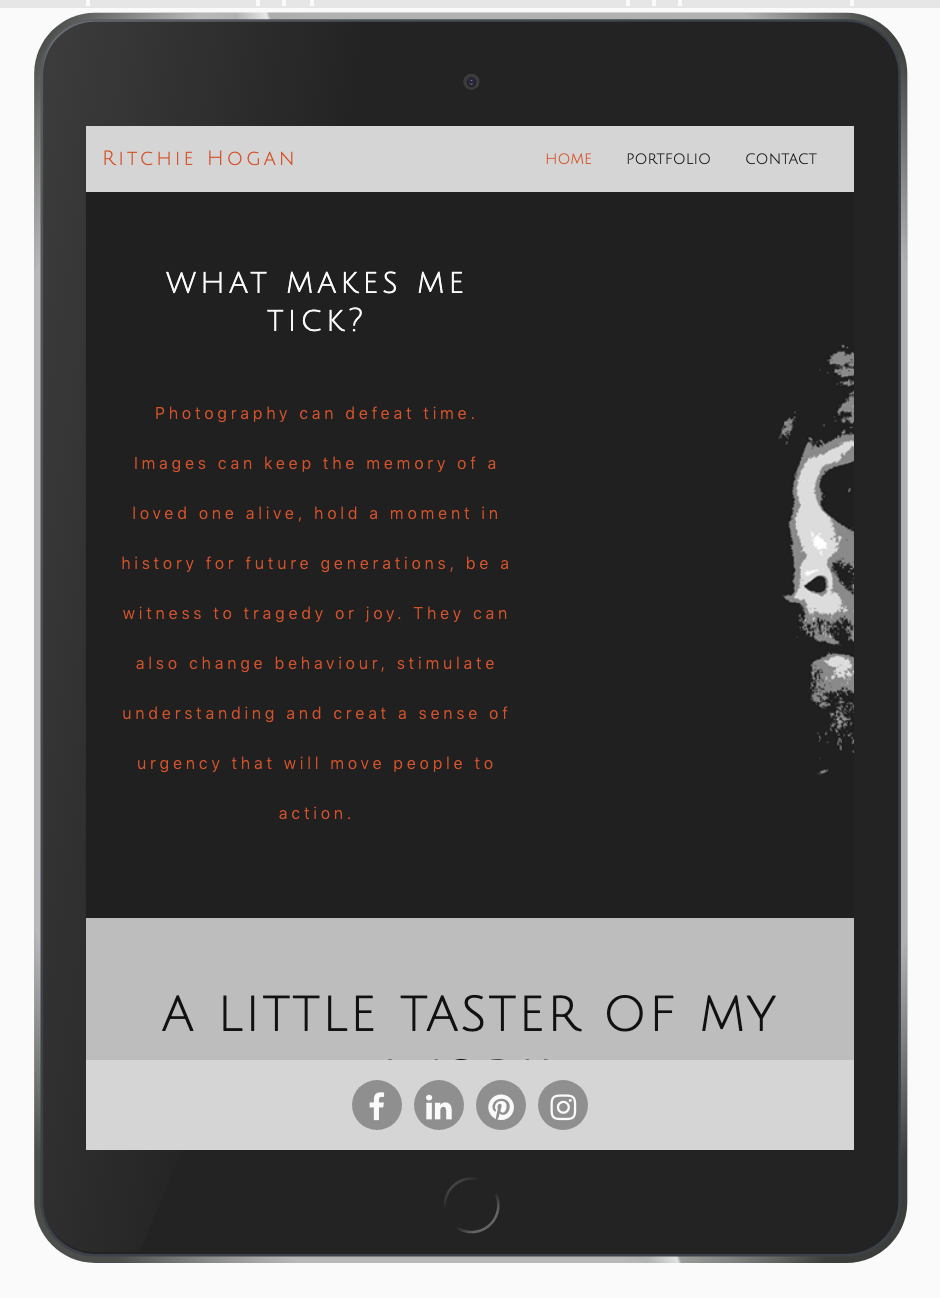 Ritchie Hogan
HOME PORTFOLIO CONTACT
WHAT MAKES ME
TICK?
Photography can defeat time.
Images can keep the memory of a
loved one alive, hold a moment in
history for future generations, be a
witness to tragedy or joy. They can
also change behaviour, stimulate
understanding and creat a sense of
urgency that will move people to
action.
A LITTLE TASTER OF MY